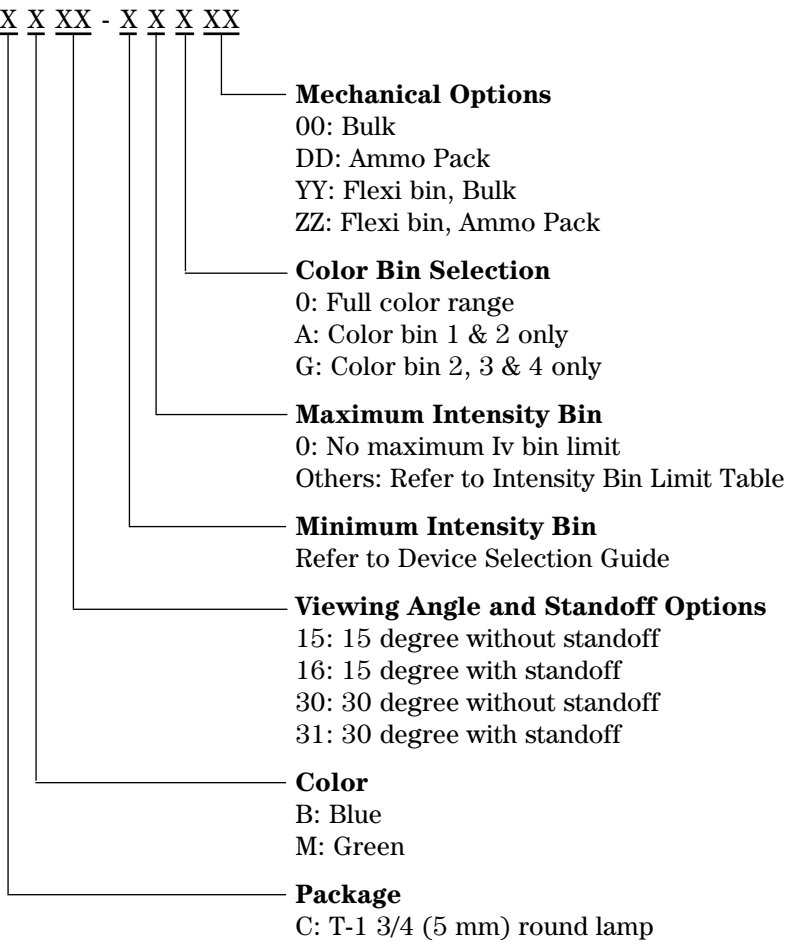 X X XX - X X X XX
Mechanical Options
00: Bulk
DD: Ammo Pack
YY: Flexi bin, Bulk
ZZ: Flexi bin, Ammo Pack
Color Bin Selection
0: Full color range
A: Color bin 1 & 2 only
G: Color bin 2, 3 & 4 only
Maximum Intensity Bin
0: No maximum Iv bin limit
Others: Refer to Intensity Bin Limit Table
Minimum Intensity Bin
Refer to Device Selection Guide
Viewing Angle and Standoff Options
15: 15 degree without standoff
16: 15 degree with standoff
30: 30 degree without standoff
31: 30 degree with standoff
Color
B: Blue
M: Green
Package
C: T-1 3/4 (5 mm) round lamp